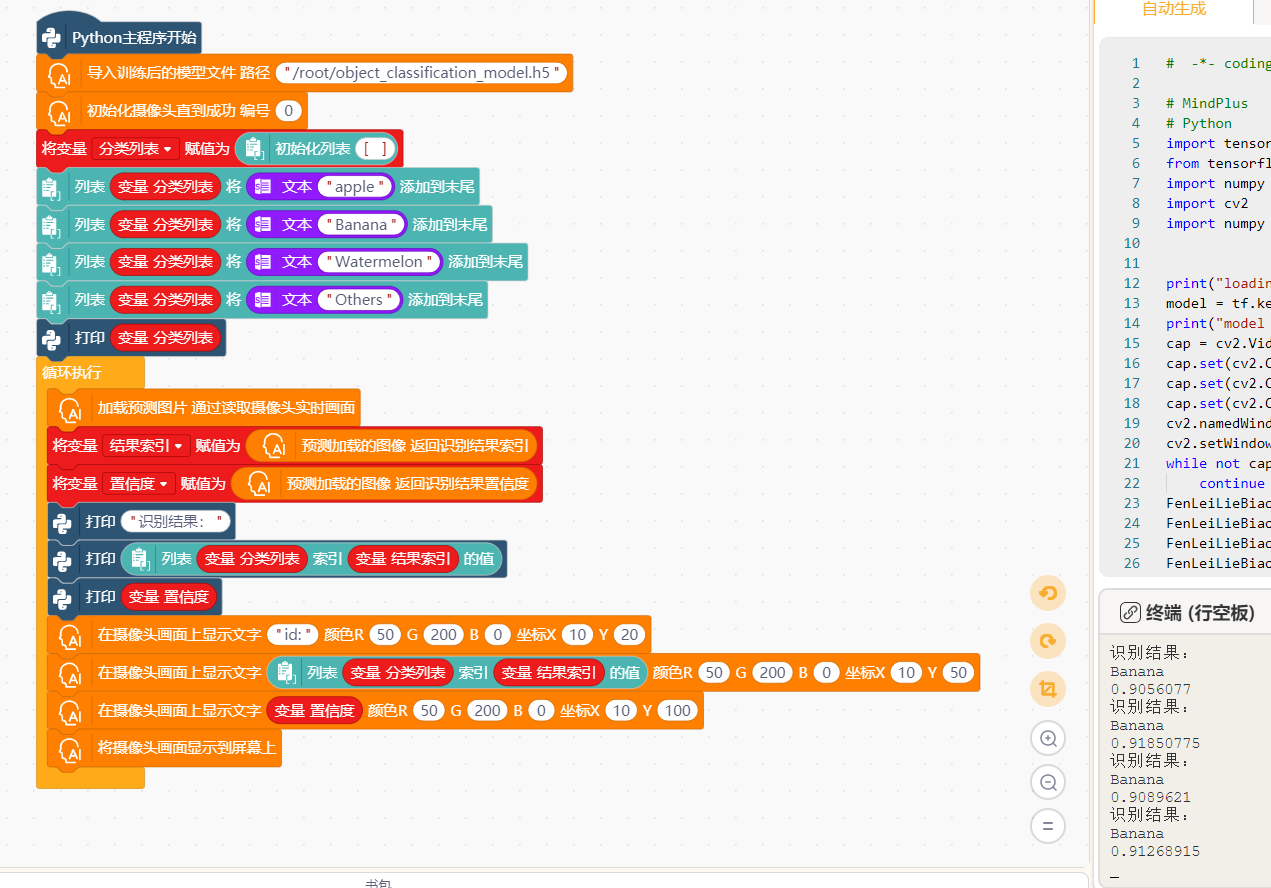 Python主程序开始
导入训练后的模型文件 路径 "/root/object_classification_model.h5"
初始化摄像头直到成功 编号 0
将变量 分类列表 赋值为 初始化列表 [ ]
列表 变量 分类列表 将 文本 "apple" 添加到末尾
列表 变量 分类列表 将 文本 "Banana" 添加到末尾
列表 变量 分类列表 将 文本 "Watermelon" 添加到末尾
列表 变量 分类列表 将 文本 "Others" 添加到末尾
打印 变量 分类列表
循环执行
加载预测图片 通过读取摄像头实时画面
将变量 结果索引 赋值为 预测加载的图像 返回识别结果索引
将变量 置信度 赋值为 预测加载的图像 返回识别结果置信度
打印 "识别结果："
打印 列表 变量 分类列表 索引 变量 结果索引 的值
打印 变量 置信度
在摄像头画面上显示文字 "id:" 颜色R 50 G 200 B 0 坐标X 10 Y 20
在摄像头画面上显示文字 列表 变量 分类列表 索引 变量 结果索引 的值 颜色R 50 G 200 B 0 坐标X 10 Y 50
在摄像头画面上显示文字 变量 置信度 颜色R 50 G 200 B 0 坐标X 10 Y 100
将摄像头画面显示到屏幕上
书包
自动生成
1 # -*- coding
2
3 # MindPlus
4 # Python
5 import tensor
6 from tensorfl
7 import numpy
8 import cv2
9 import numpy
10
11
12 print("loadin
13 model = tf.ke
14 print("model
15 cap = cv2.Vid
16 cap.set(cv2.C
17 cap.set(cv2.C
18 cap.set(cv2.C
19 cv2.namedWind
20 cv2.setWindow
21 while not cap
22 continue
23 FenLeiLieBiao
24 FenLeiLieBiao
25 FenLeiLieBiao
26 FenLeiLieBiao
终端 (行空板)
识别结果：
Banana
0.9056077
识别结果：
Banana
0.91850775
识别结果：
Banana
0.9089621
识别结果：
Banana
0.91268915